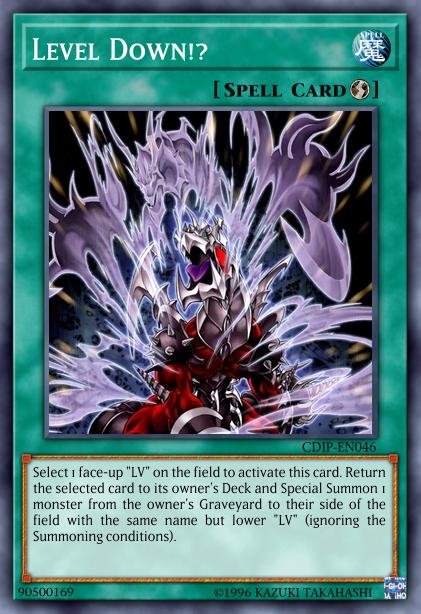 LEVEL DOWN!?
SPELL
魔
[SPELL CARD]
CDIP-EN046
Select 1 face-up "LV" on the field to activate this card. Return
the selected card to its owner's Deck and Special Summon 1
monster from the owner's Graveyard to their side of the
field with the same name but lower "LV" (ignoring the
Summoning conditions).
90500169
©1996 KAZUKI TAKAHASHI